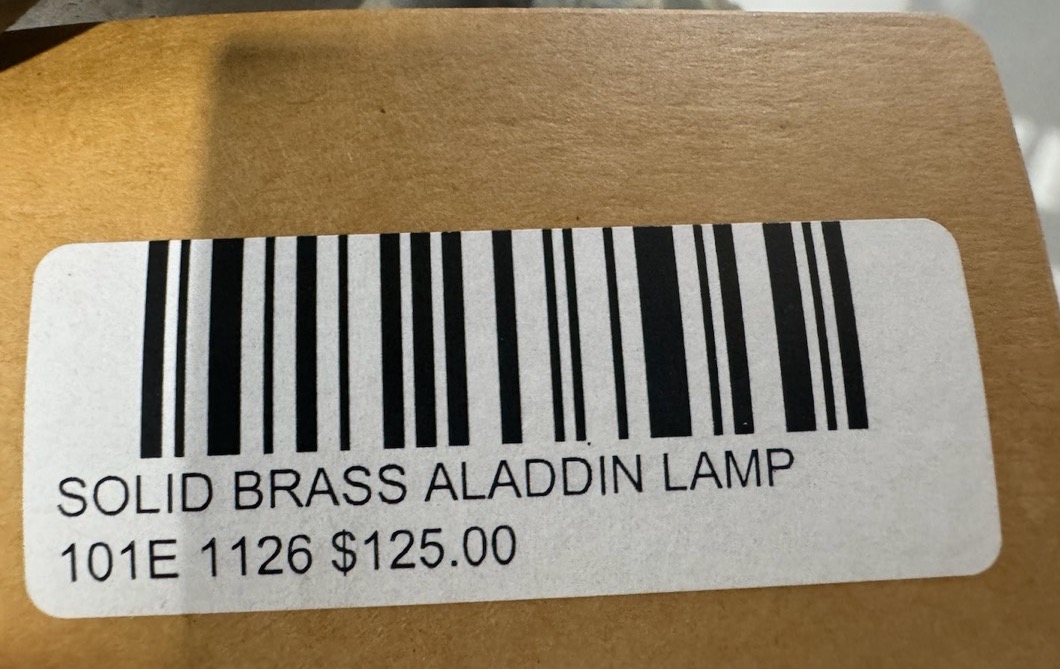 SOLID BRASS ALADDIN LAMP
101E 1126 $125.00